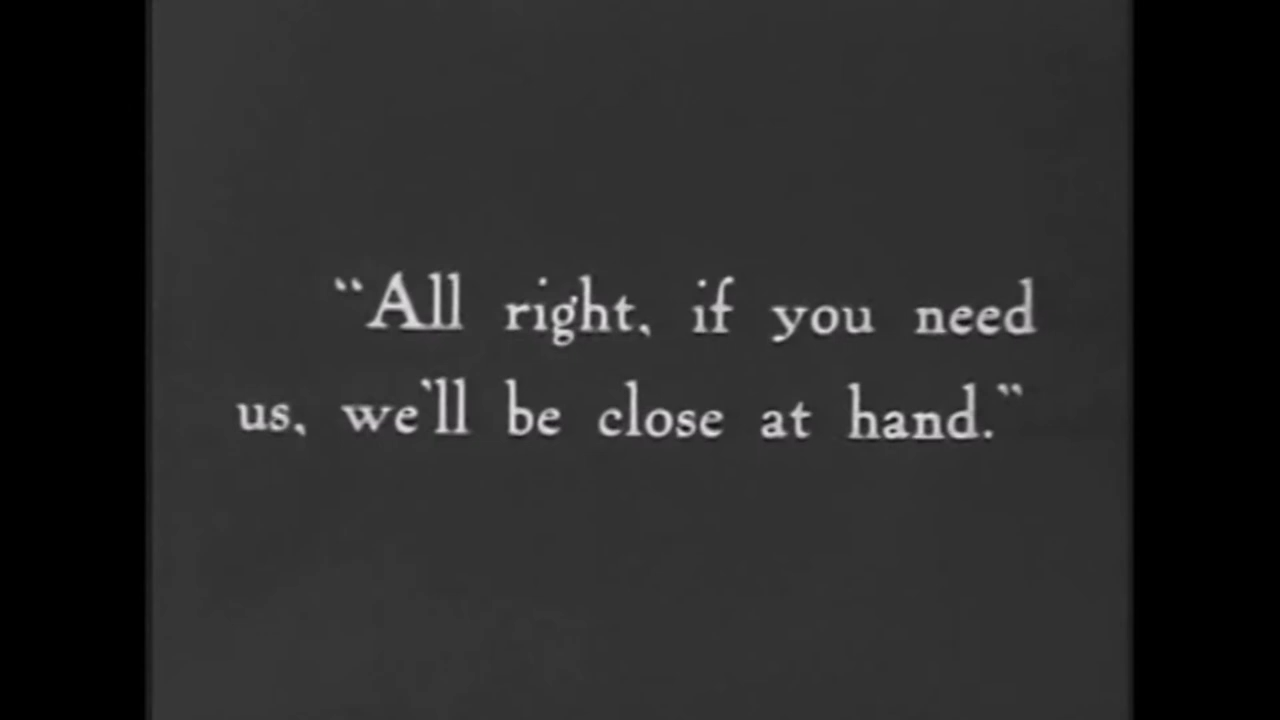 “All right, if you need
us, we'll be close at hand.”